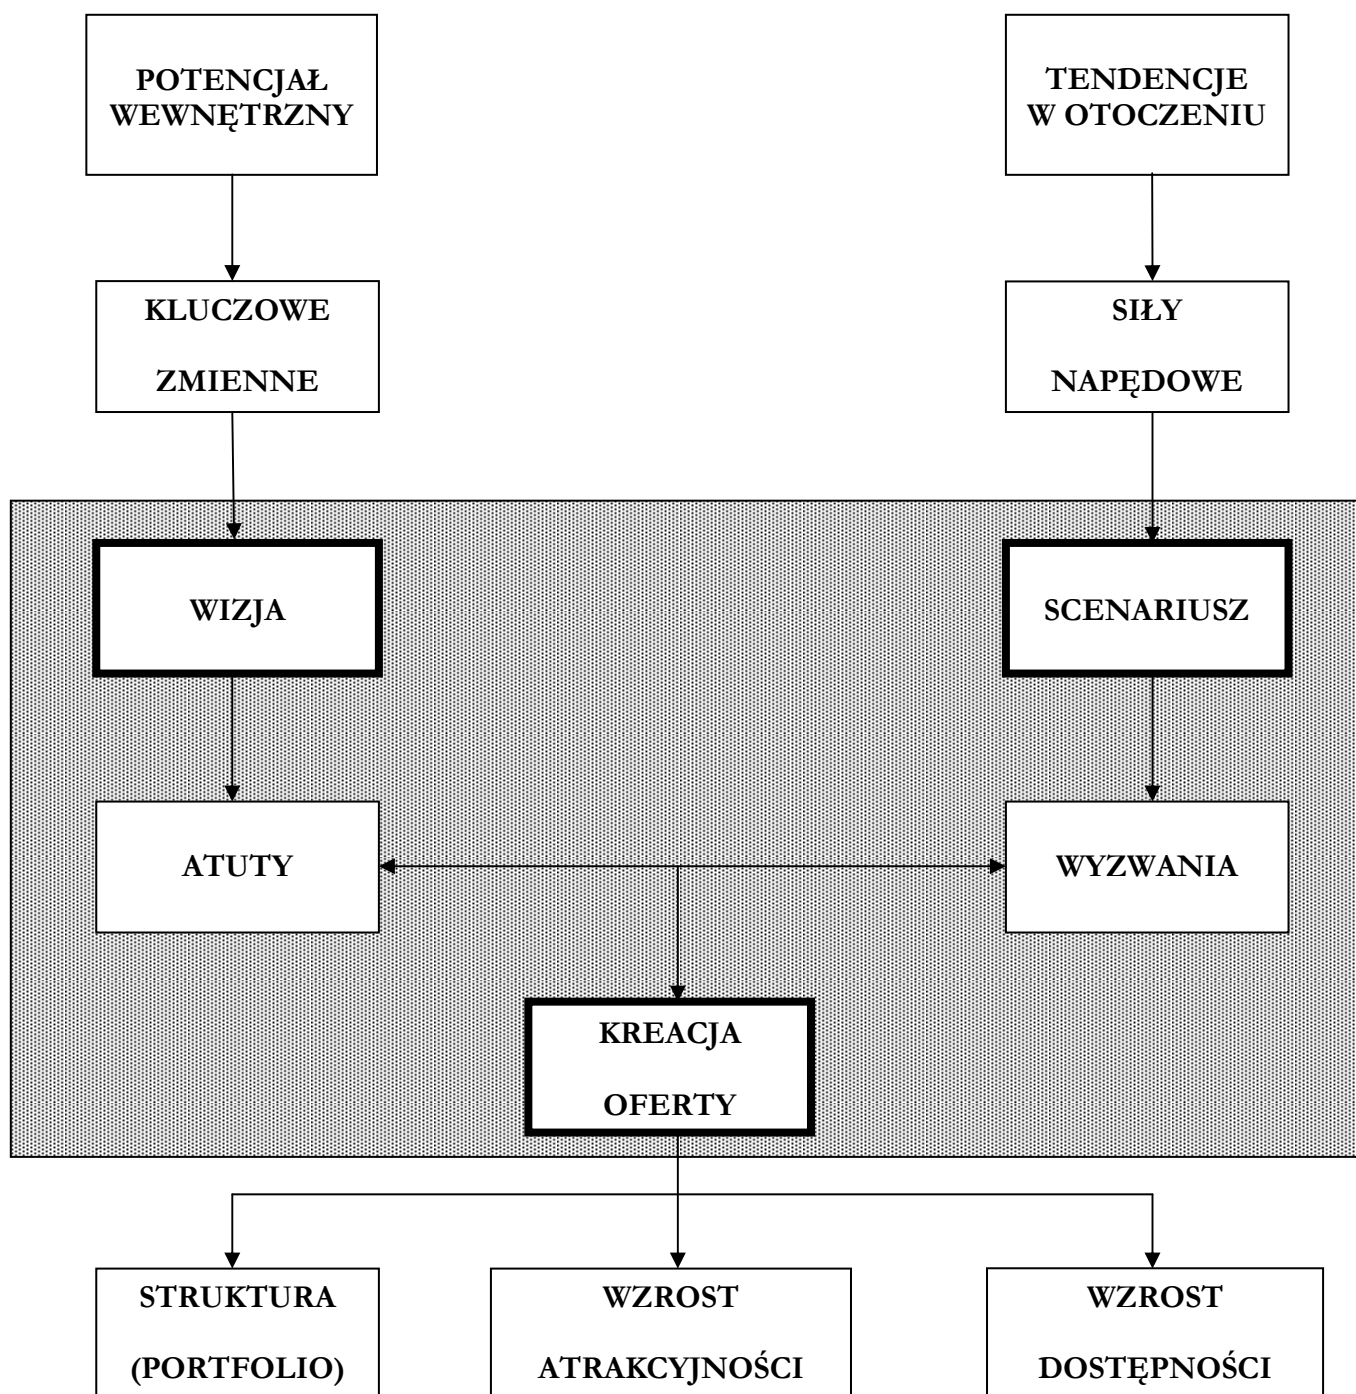 POTENCJAŁ
WEWNĘTRZNY
TENDENCJE
W OTOCZENIU
KLUCZOWE
ZMIENNE
SIŁY
NAPĘDOWE
WIZJA
SCENARIUSZ
ATUTY
WYZWANIA
KREACJA
OFERTY
STRUKTURA
(PORTFOLIO)
WZROST
ATRAKCYJNOŚCI
WZROST
DOSTĘPNOŚCI